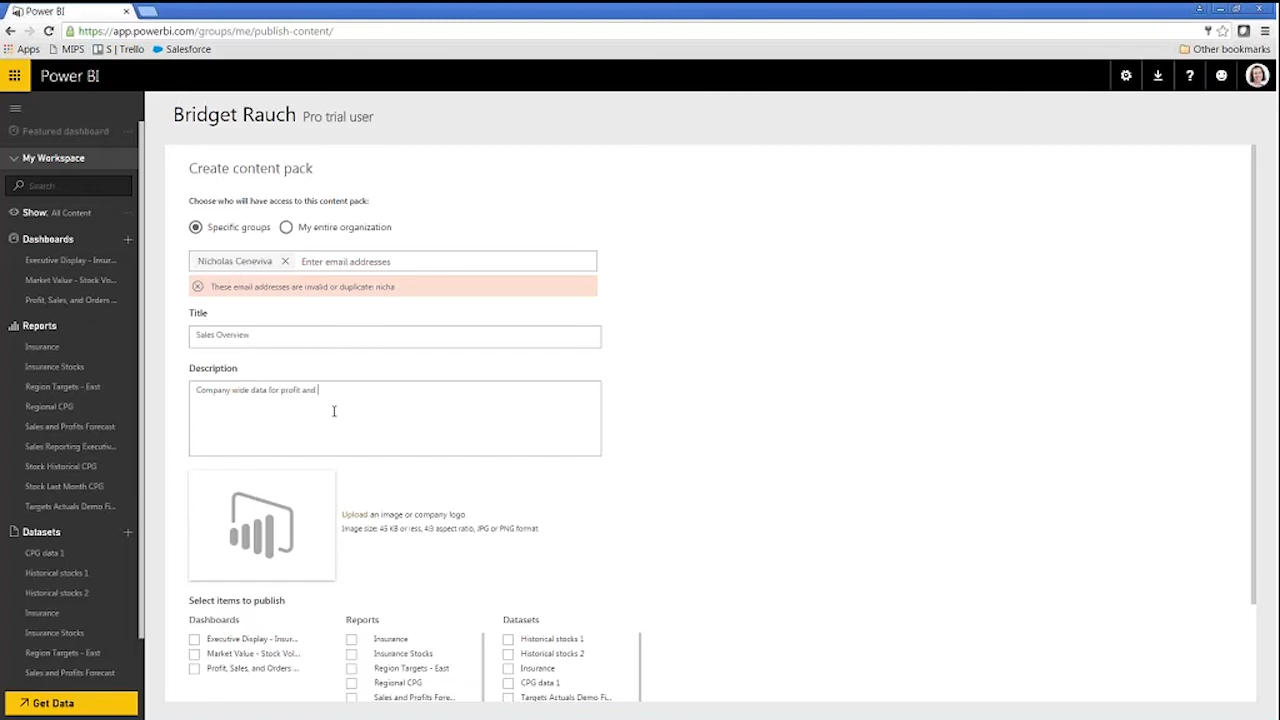 Power BI
https://app.powerbi.com/groups/me/publish-content/
Apps MIPS S | Trello Salesforce Other bookmarks
Power BI ?
Featured dashboard
My Workspace
Search
Show: All Content
Dashboards +
Executive Display - Insur...
Market Value - Stock Vo...
Profit, Sales, and Orders ...
Reports
Insurance
Insurance Stocks
Region Targets - East
Regional CPG
Sales and Profits Forecast
Sales Reporting Executiv...
Stock Historical CPG
Stock Last Month CPG
Targets Actuals Demo Fi...
Datasets +
CPG data 1
Historical stocks 1
Historical stocks 2
Insurance
Insurance Stocks
Region Targets - East
Sales and Profits Forecast
Get Data
Bridget Rauch Pro trial user
Create content pack
Choose who will have access to this content pack:
Specific groups My entire organization
Nicholas Ceneviva Enter email addresses
These email addresses are invalid or duplicate: nicha
Title
Sales Overview
Description
Company wide data for profit and
Upload an image or company logo
Image size: 45 KB or less, 4:3 aspect ratio, JPG or PNG format
Select items to publish
Dashboards
Executive Display - Insur...
Market Value - Stock Vol...
Profit, Sales, and Orders ...
Reports
Insurance
Insurance Stocks
Region Targets - East
Regional CPG
Sales and Profits Fore...
Datasets
Historical stocks 1
Historical stocks 2
Insurance
CPG data 1
Targets Actuals Demo Fi...